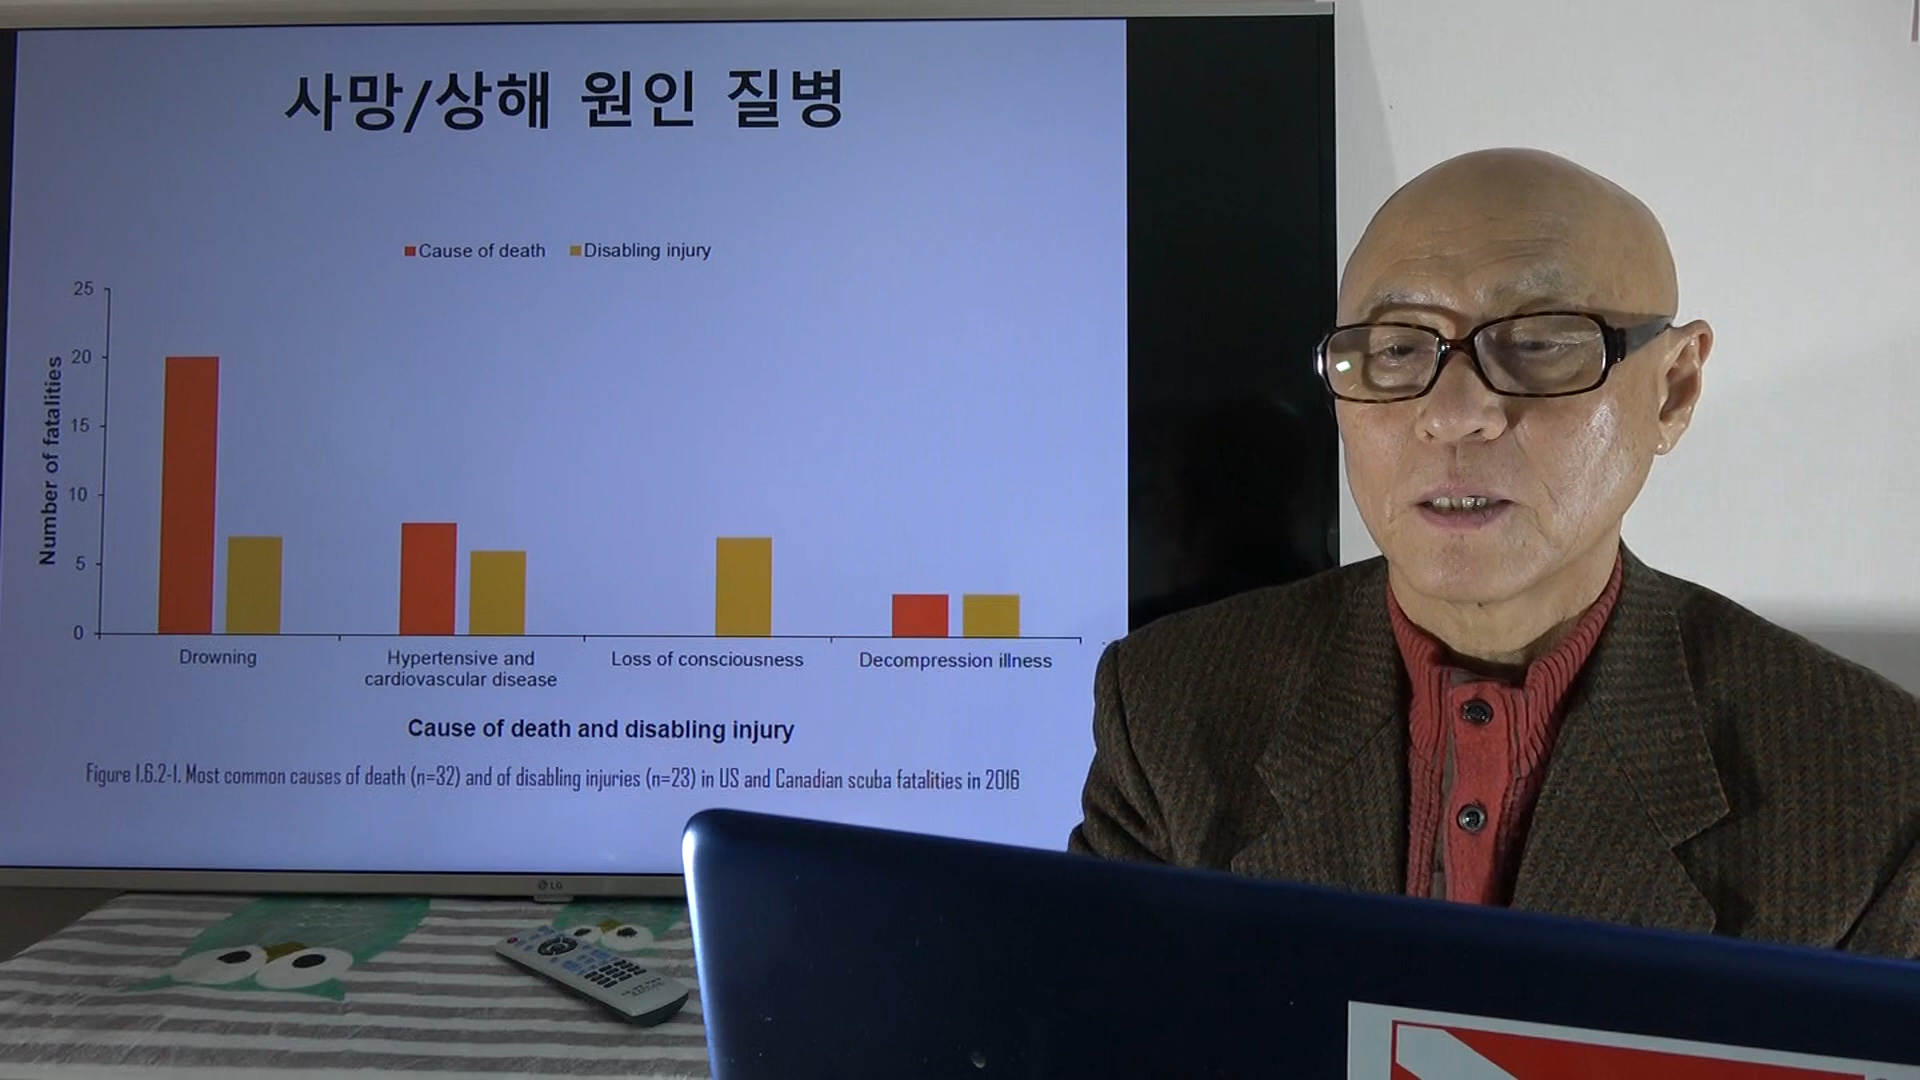 사망/상해 원인 질병
Cause of death
Disabling injury
25
20
15
10
5
0
Number of fatalities
Drowning
Hypertensive and
cardiovascular disease
Loss of consciousness
Decompression illness
Cause of death and disabling injury
Figure 1.6.2-1. Most common causes of death (n=32) and of disabling injuries (n=23) in US and Canadian scuba fatalities in 2016
LG